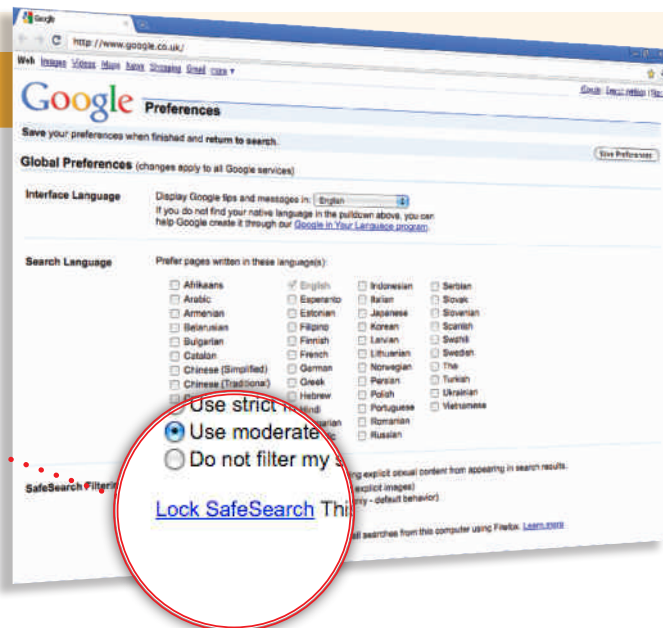 Google
http://www.google.co.uk/
Web Images Videos Maps News Shopping Gmail more ▼
Google Preferences
Save your preferences when finished and return to search.
Save Preferences
Global Preferences (changes apply to all Google services)
Interface Language
Display Google tips and messages in: English
If you do not find your native language in the pulldown above, you can
help Google create it through our Google in Your Language program.
Search Language
Prefer pages written in these language(s):
Afrikaans English Indonesian Serbian
Arabic Esperanto Italian Slovak
Armenian Estonian Japanese Slovenian
Belarusian Filipino Korean Spanish
Bulgarian Finnish Latvian Swahili
Catalan French Lithuanian Swedish
Chinese (Simplified) German Norwegian Thai
Chinese (Traditional) Greek Persian Turkish
Hebrew Polish Ukrainian
Hindi Portuguese Vietnamese
Romanian
Russian
SafeSearch Filtering
Use strict
Use moderate
Do not filter my s
Lock SafeSearch Thi
explicit sexual content from appearing in search results.
explicit images)
- default behavior)
all searches from this computer using Firefox. Learn more